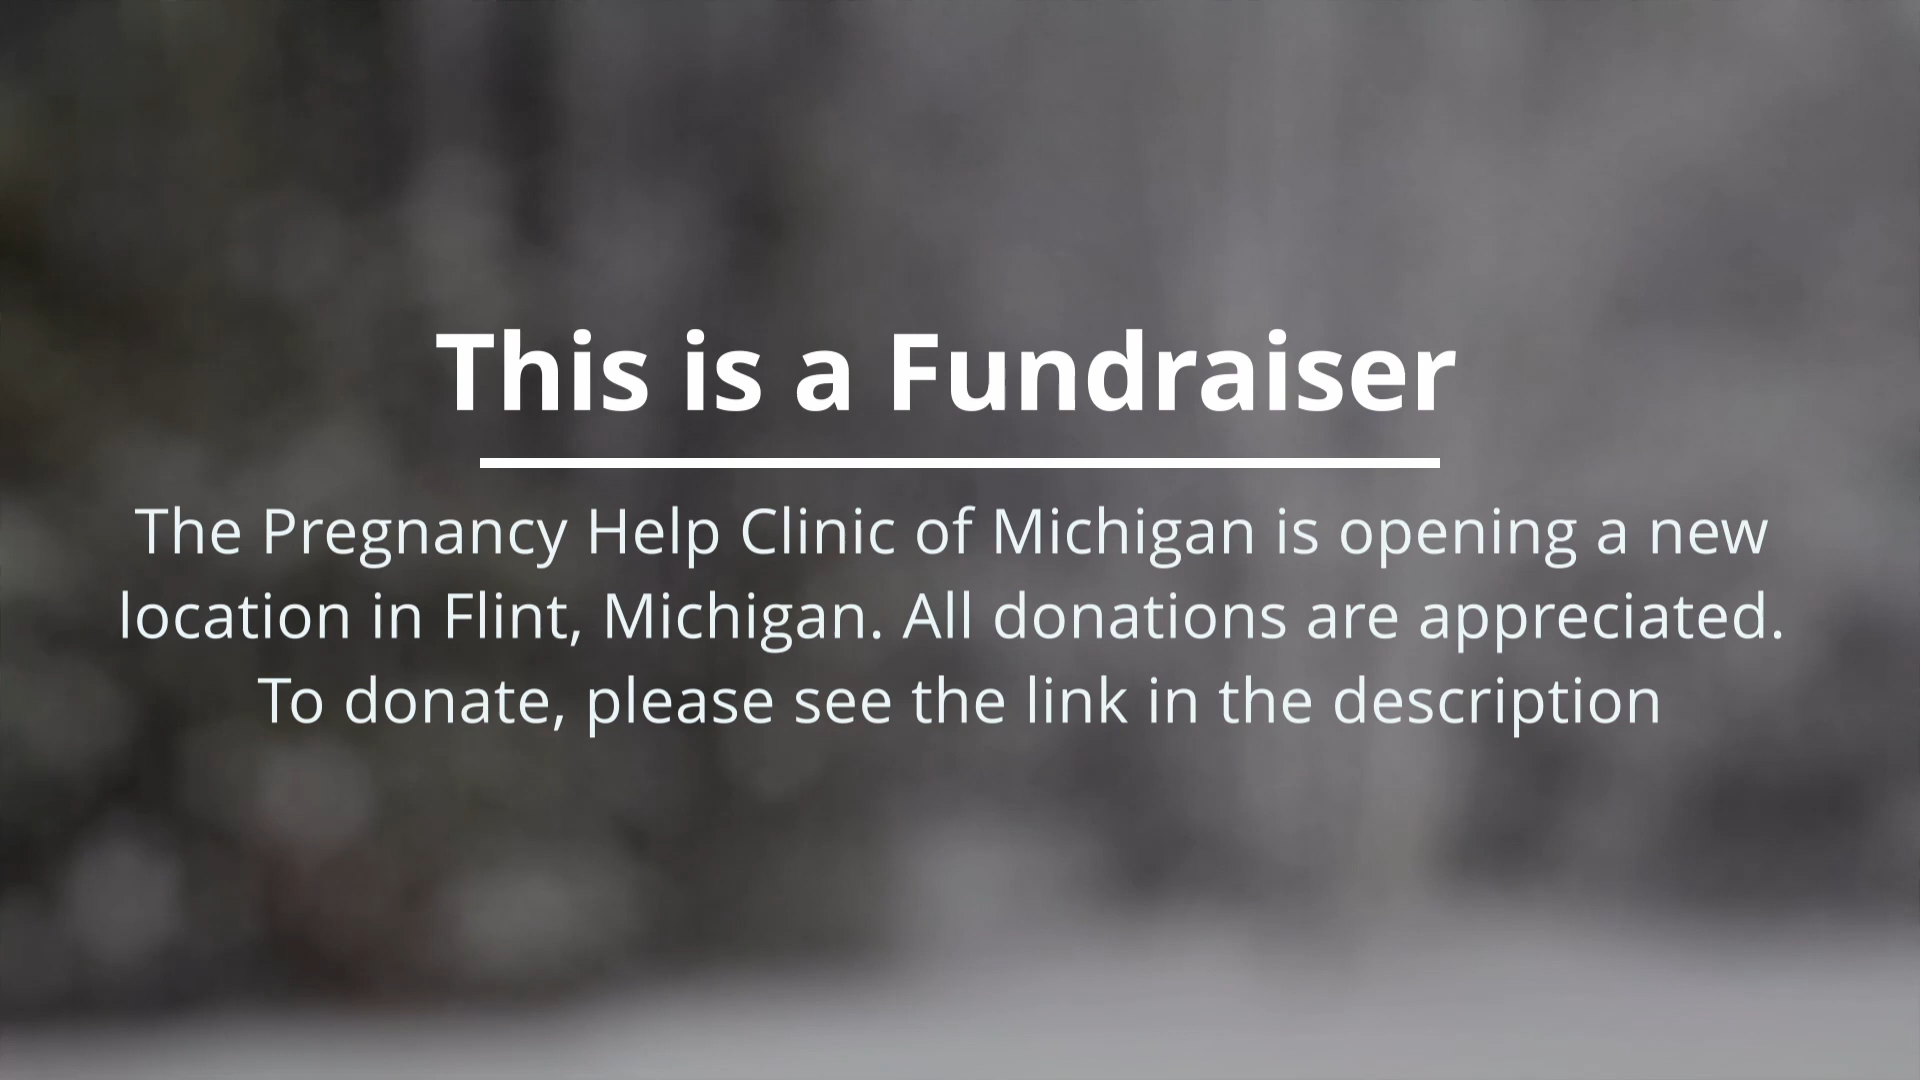 This is a Fundraiser
The Pregnancy Help Clinic of Michigan is opening a new
location in Flint, Michigan. All donations are appreciated.
To donate, please see the link in the description